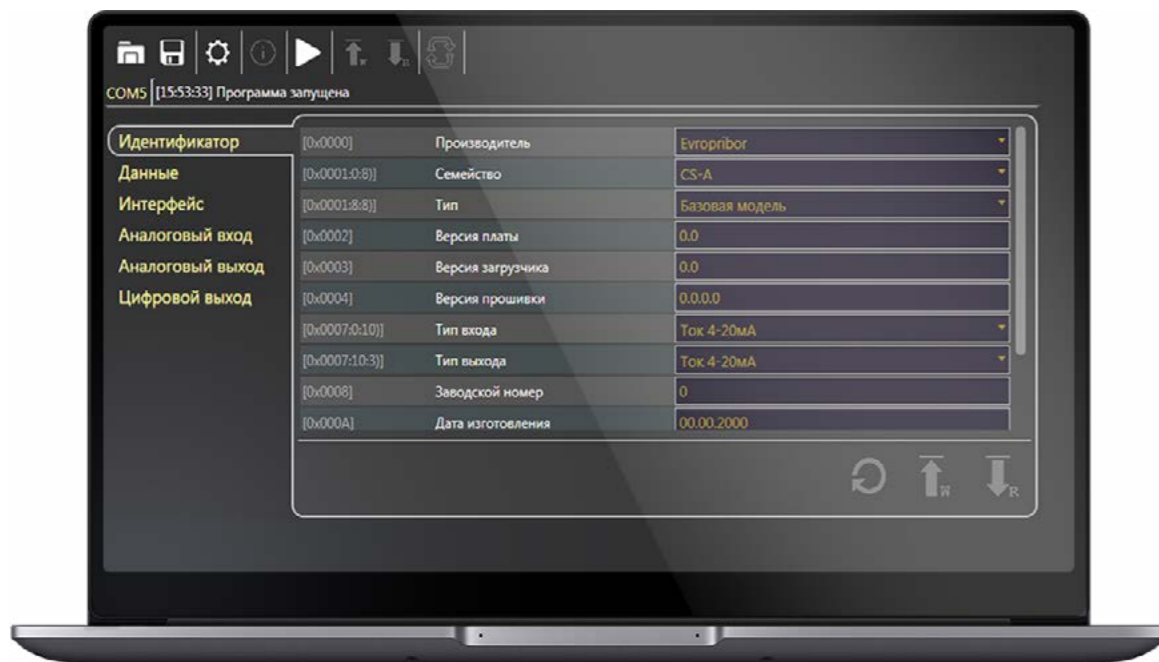 COM5 [15:53:33] Программа запущена
Идентификатор
Данные
Интерфейс
Аналоговый вход
Аналоговый выход
Цифровой выход
[0x0000] Производитель Evropribor
[0x0001:0:8)] Семейство CS-A
[0x0001:8:8)] Тип Базовая модель
[0x0002] Версия платы 0.0
[0x0003] Версия загрузчика 0.0
[0x0004] Версия прошивки 0.0.0.0
[0x0007:0:10)] Тип входа Ток 4-20мА
[0x0007:10:3)] Тип выхода Ток 4-20мА
[0x0008] Заводской номер 0
[0x000A] Дата изготовления 00.00.2000
W R